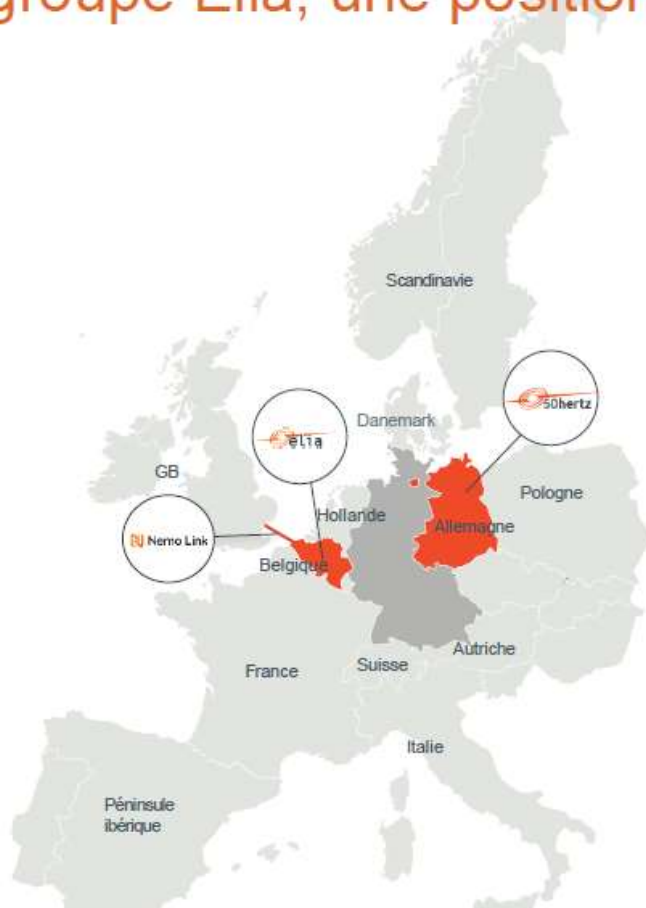 groupe Elia, une position
Scandinavie
50hertz
Danemark
elia
GB
Pologne
Hollande
Allemagne
Nemo Link
Belgique
Autriche
Suisse
France
Italie
Péninsule
ibérique